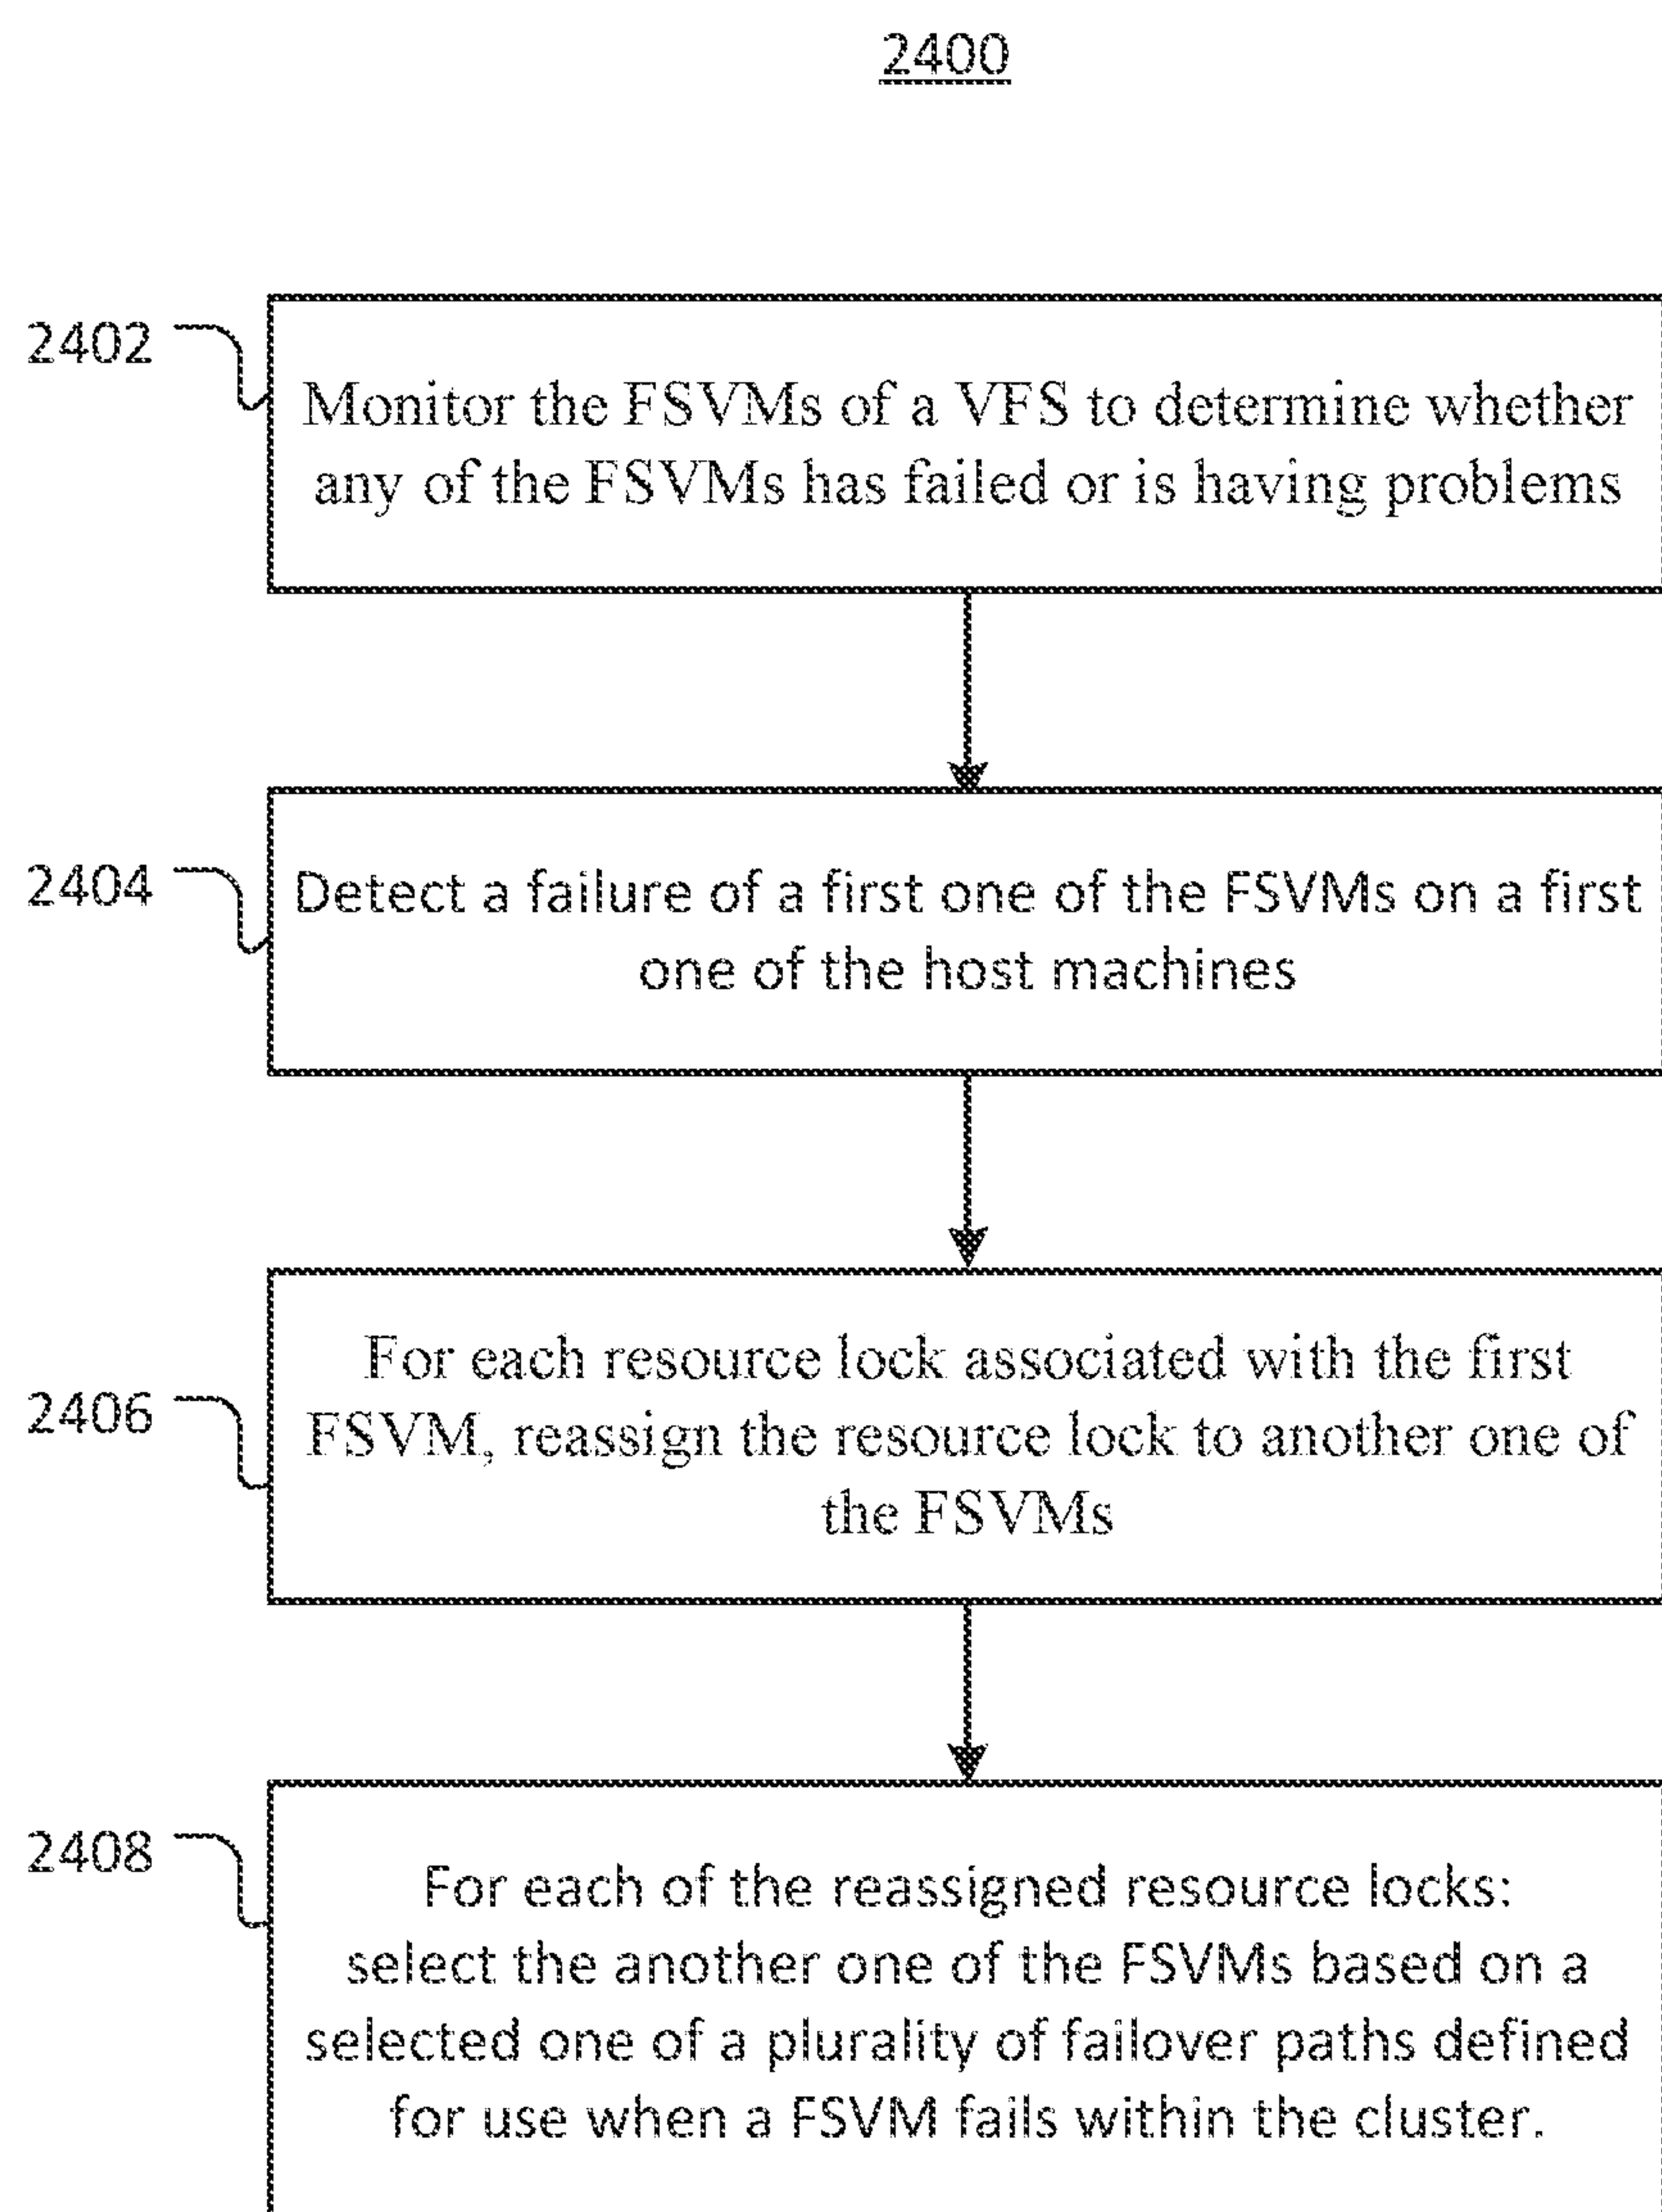 2400
2402
Monitor the FSVMs of a VFS to determine whether
any of the FSVMs has failed or is having problems
2404
Detect a failure of a first one of the FSVMs on a first
one of the host machines
2406
For each resource lock associated with the first
FSVM, reassign the resource lock to another one of
the FSVMs
2408
For each of the reassigned resource locks:
select the another one of the FSVMs based on a
selected one of a plurality of failover paths defined
for use when a FSVM fails within the cluster.